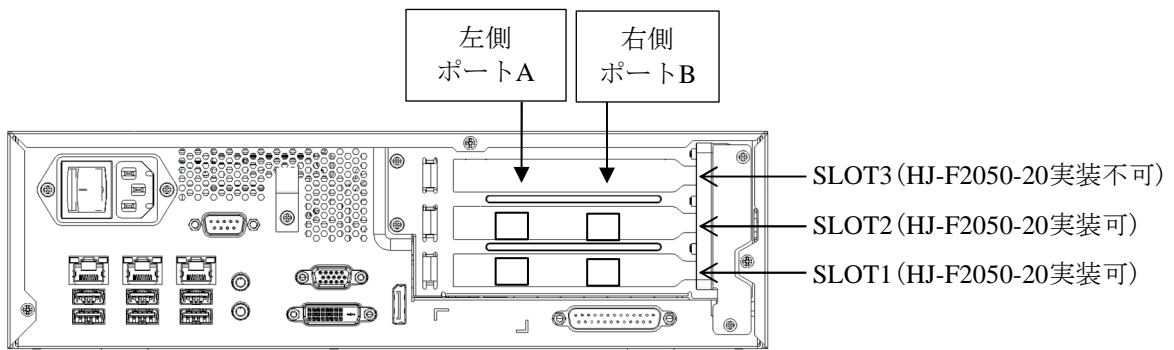 左側
ポートA
右側
ポートB
SLOT3（HJ-F2050-20実装不可）
SLOT2（HJ-F2050-20実装可）
SLOT1（HJ-F2050-20実装可）